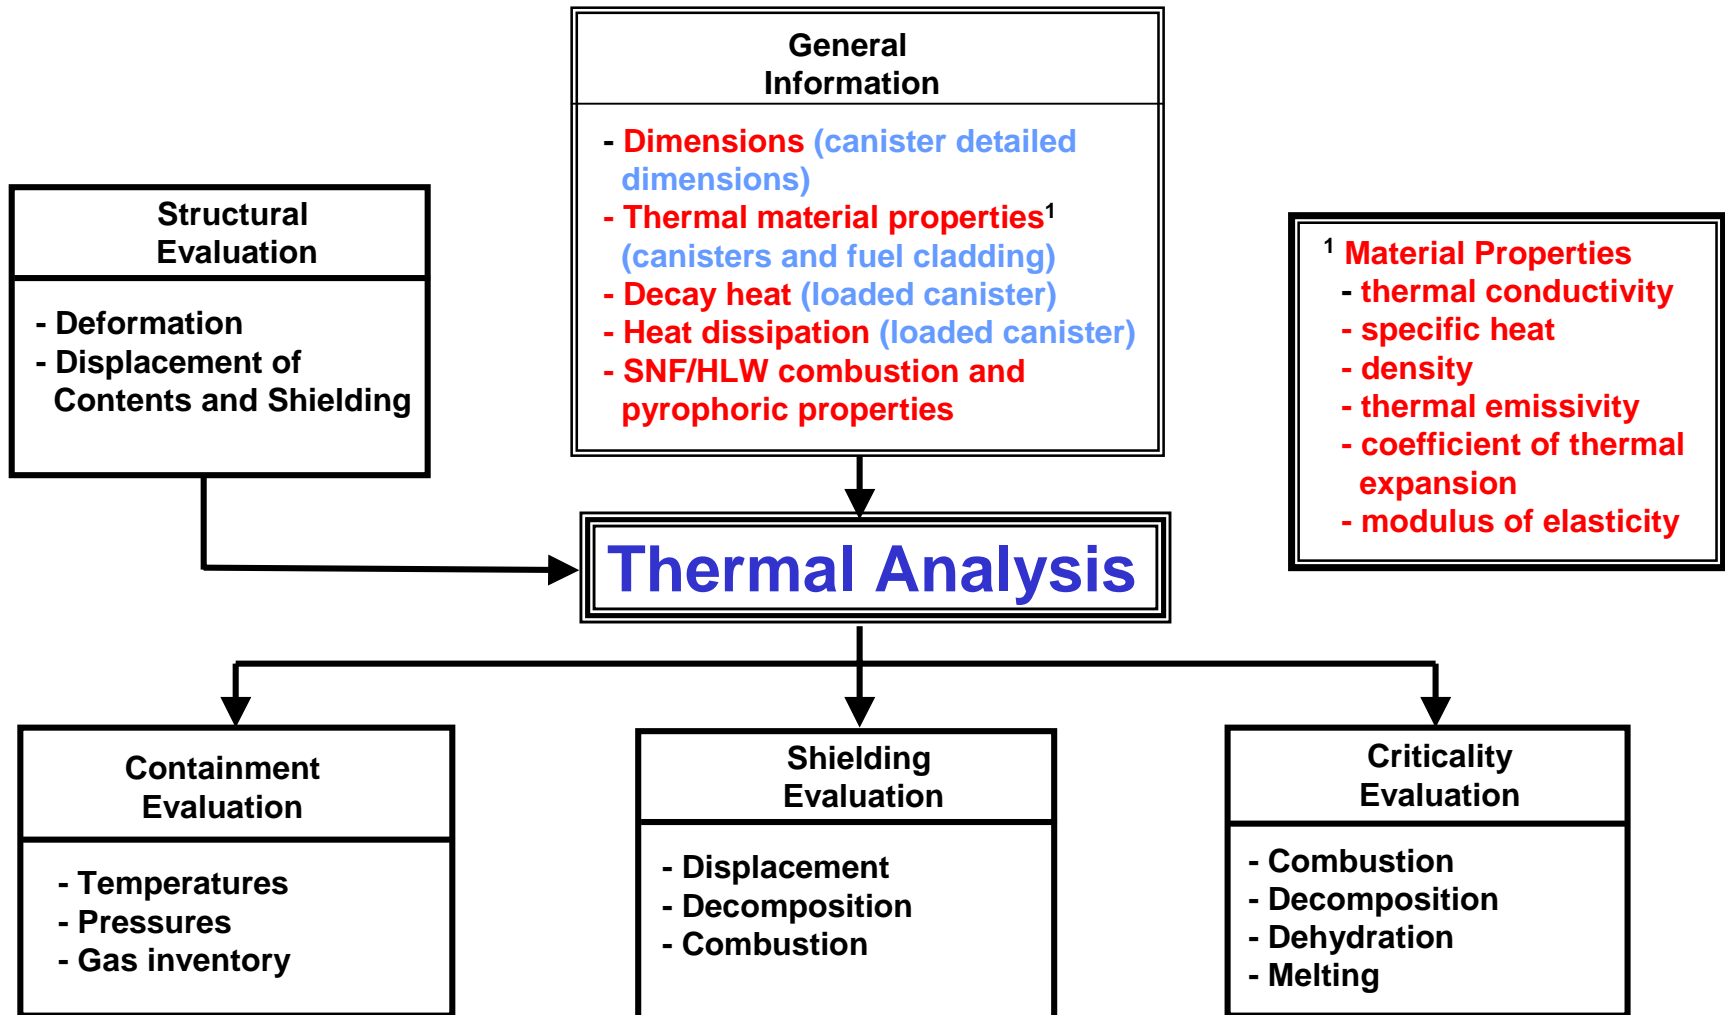 General
Information
- Dimensions (canister detailed
dimensions)
- Thermal material properties¹
(canisters and fuel cladding)
- Decay heat (loaded canister)
- Heat dissipation (loaded canister)
- SNF/HLW combustion and
pyrophoric properties
Structural
Evaluation
- Deformation
- Displacement of
Contents and Shielding
¹ Material Properties
- thermal conductivity
- specific heat
- density
- thermal emissivity
- coefficient of thermal
expansion
- modulus of elasticity
Thermal Analysis
Containment
Evaluation
- Temperatures
- Pressures
- Gas inventory
Shielding
Evaluation
- Displacement
- Decomposition
- Combustion
Criticality
Evaluation
- Combustion
- Decomposition
- Dehydration
- Melting